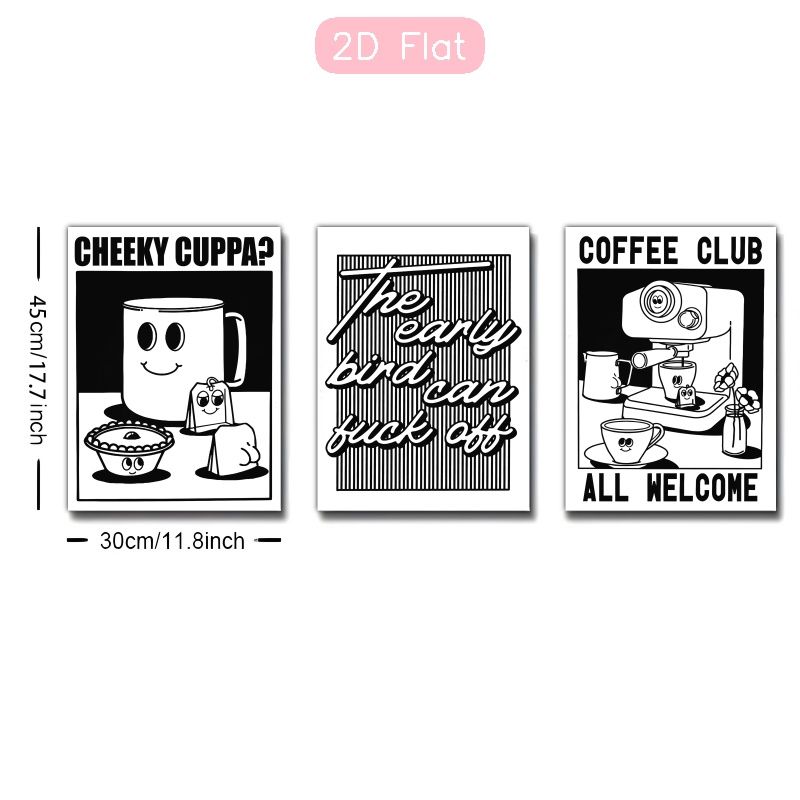 2D Flat
CHEEKY CUPPA?
The
early
bird
can
fuck off
COFFEE CLUB
ALL WELCOME
45cm/17.7inch
30cm/11.8inch